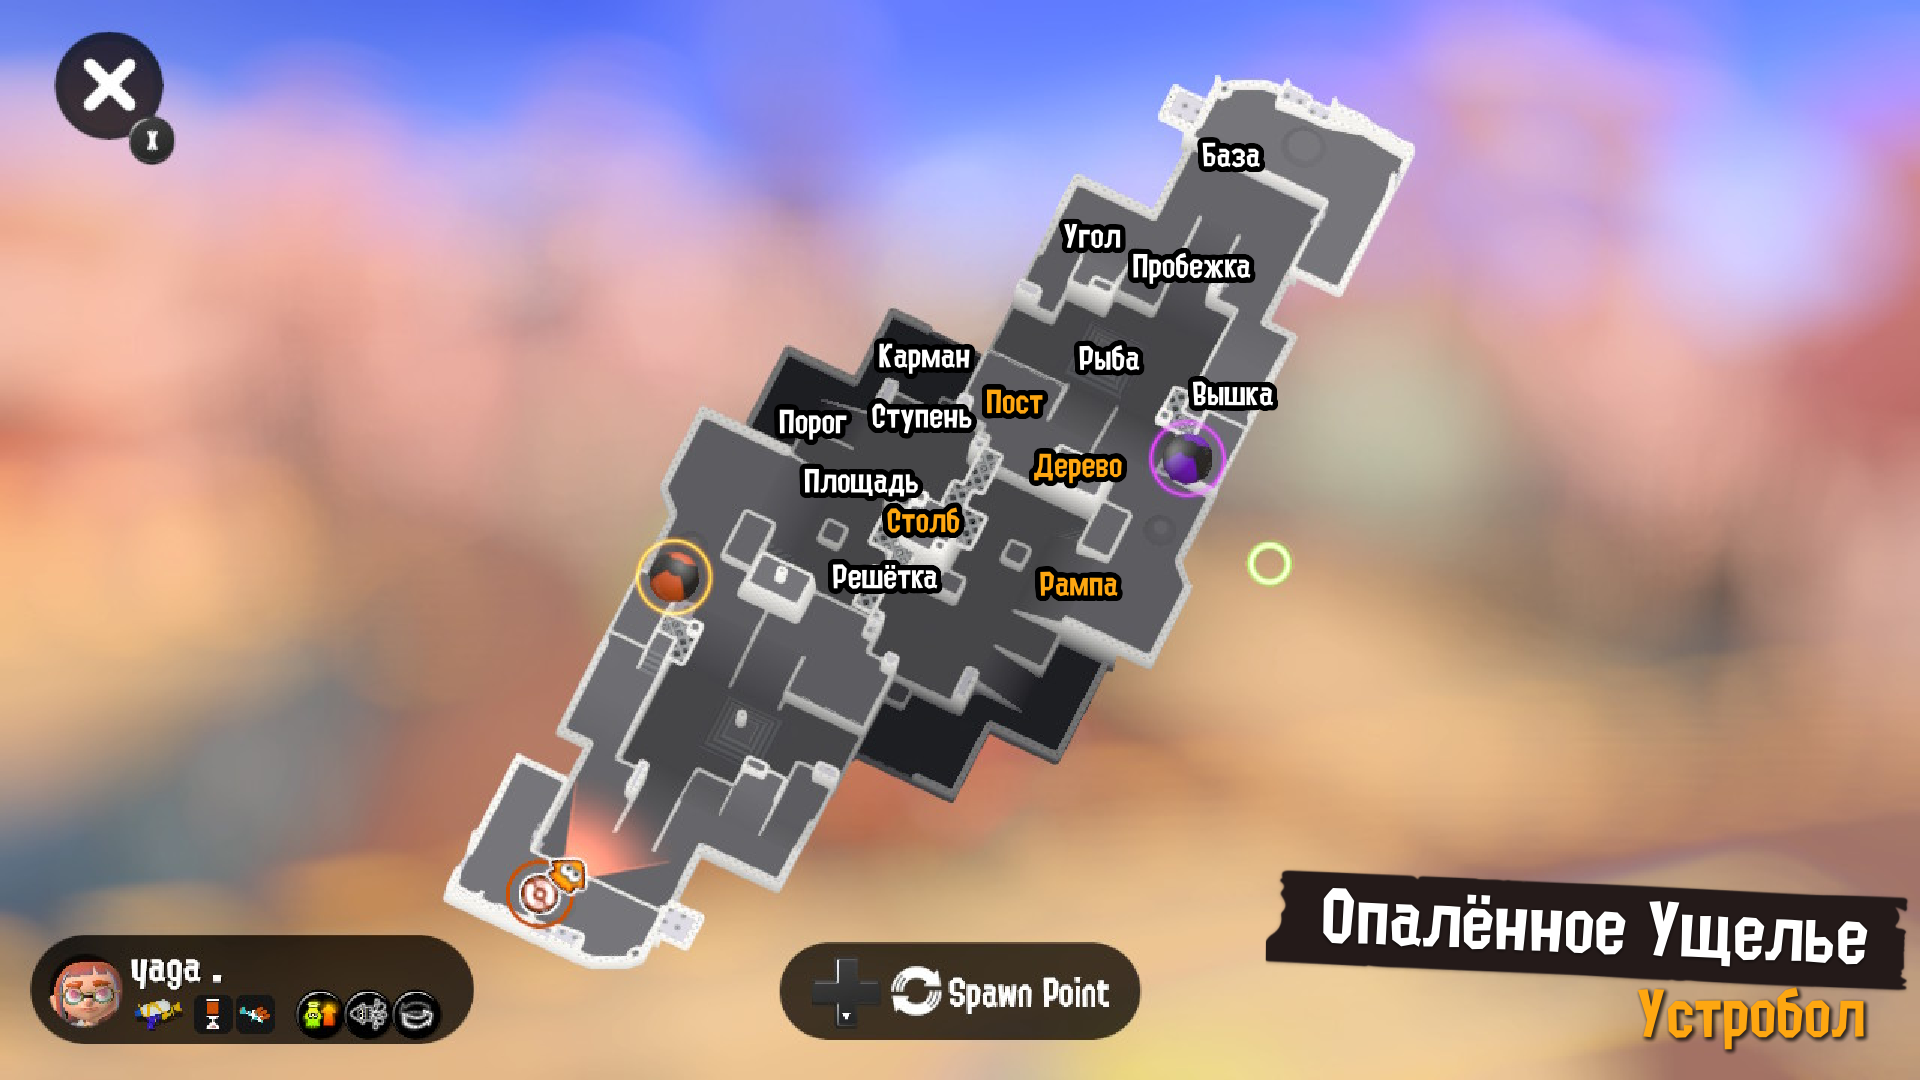 X
База
Угол
Пробежка
Карман
Рыба
Вышка
Пост
Порог
Ступень
Дерево
Площадь
Столб
Решётка
Рампа
Опалённое Ущелье
Устробол
yaga .
Spawn Point